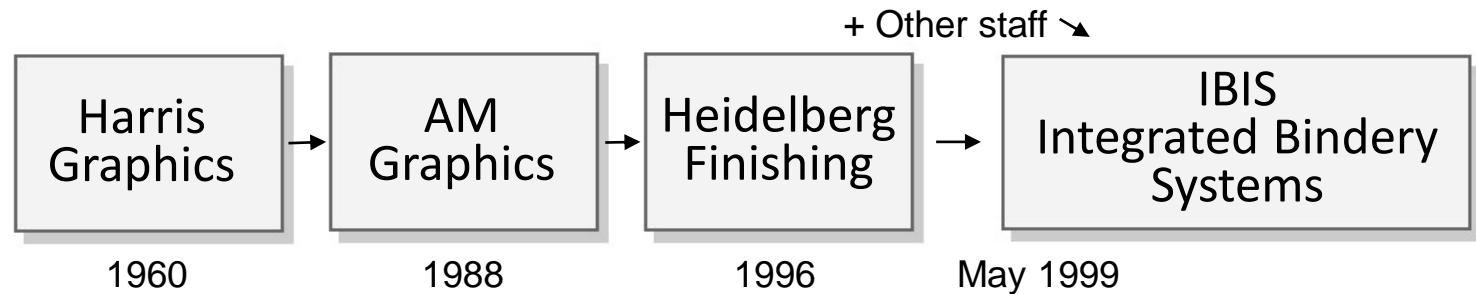 + Other staff
Harris
Graphics
AM
Graphics
Heidelberg
Finishing
IBIS
Integrated Bindery
Systems
1960
1988
1996
May 1999